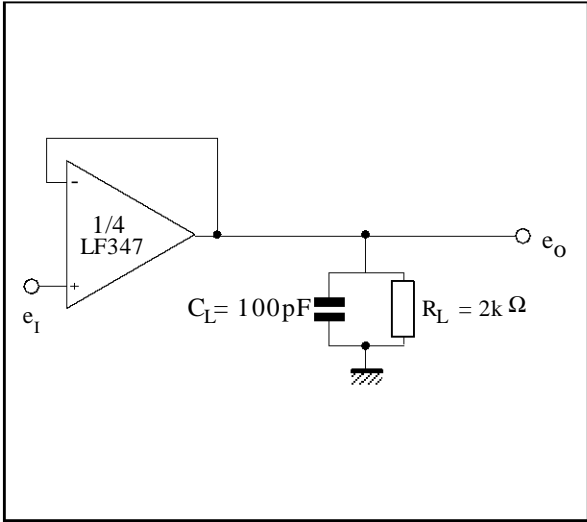 -
1/4
LF347
+
e_I
e_O
C_L= 100pF
R_L = 2k Ω